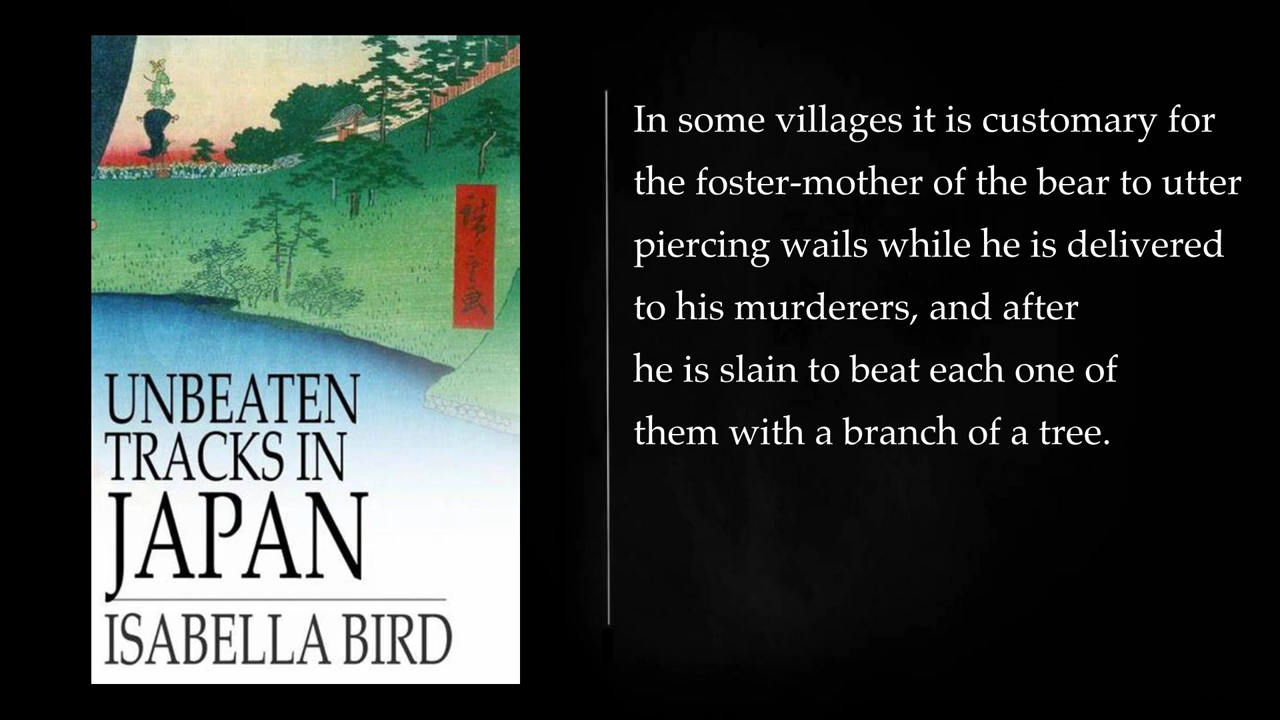 UNBEATEN
TRACKS IN
JAPAN
ISABELLA BIRD
In some villages it is customary for
the foster-mother of the bear to utter
piercing wails while he is delivered
to his murderers, and after
he is slain to beat each one of
them with a branch of a tree.